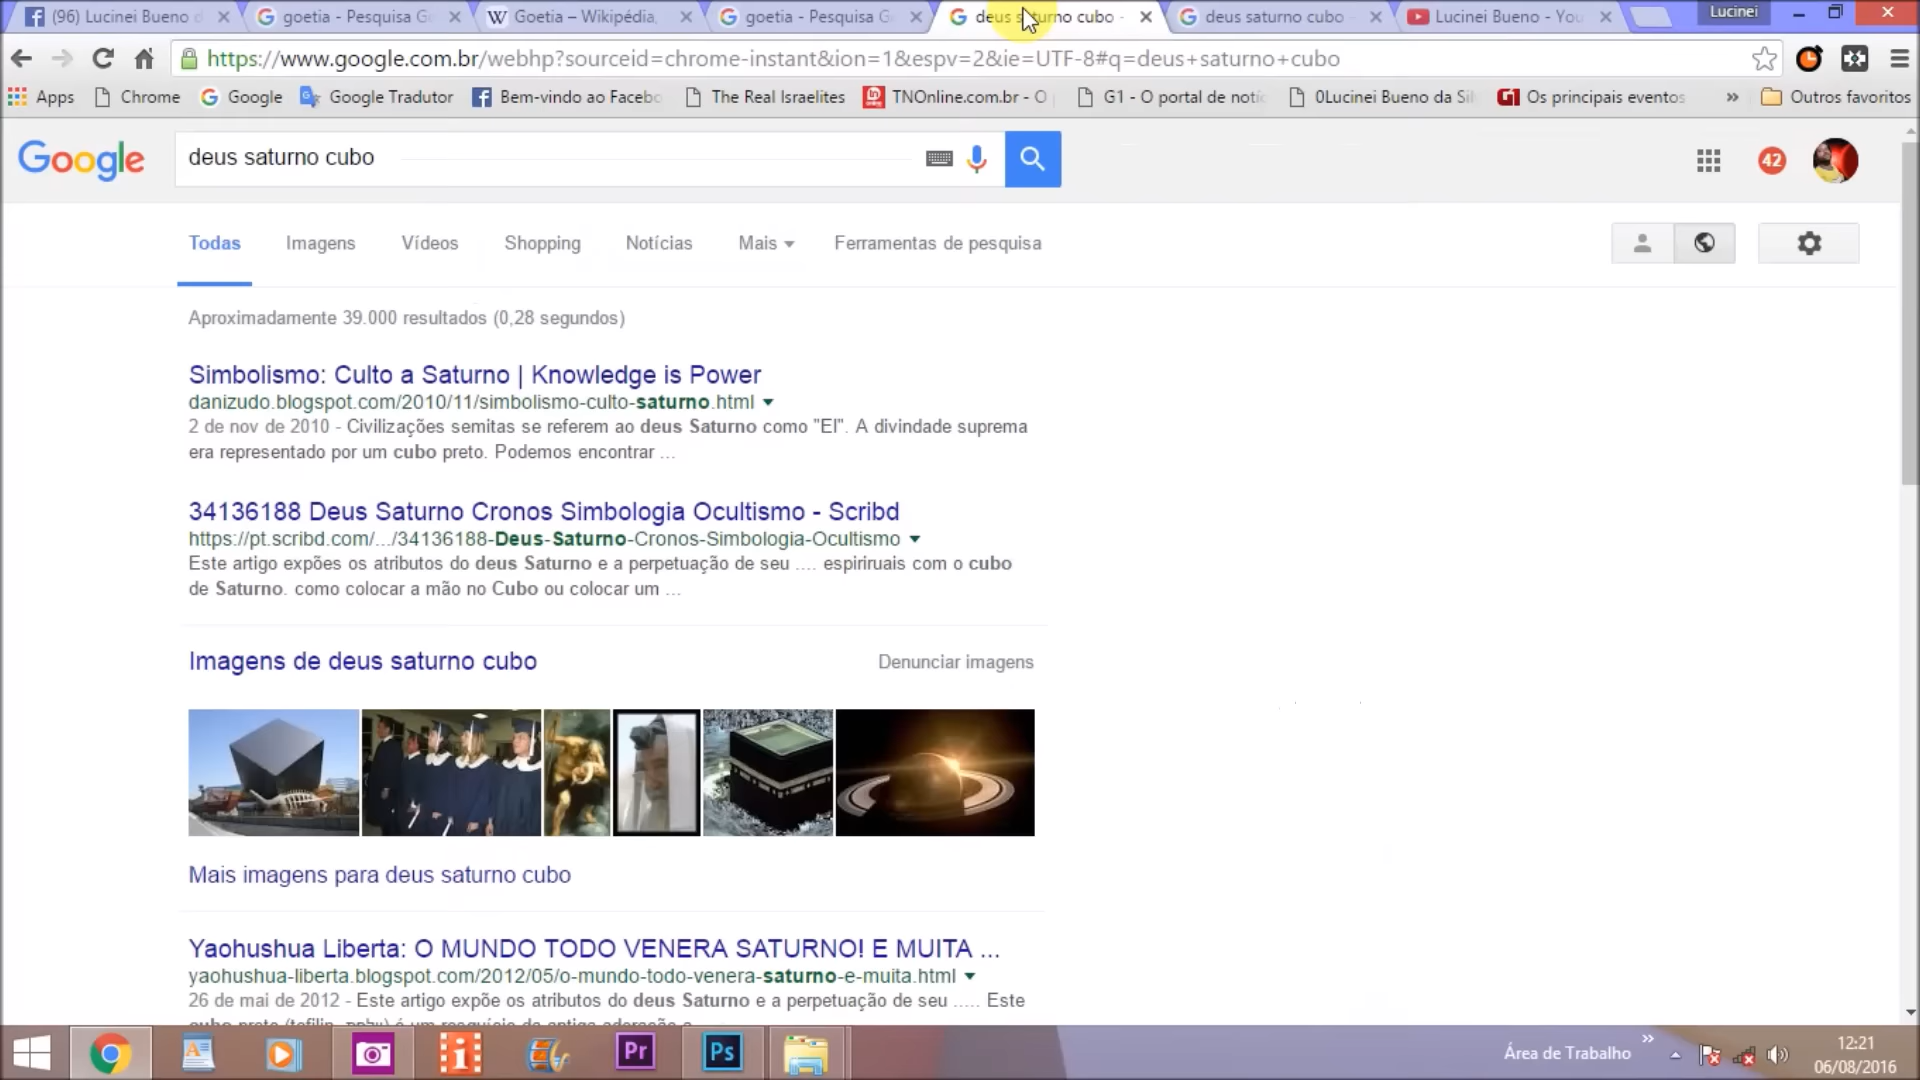 (96) Lucinei Bueno d
goetia - Pesquisa G
Goetia – Wikipédia,
goetia - Pesquisa G
deus saturno cubo -
deus saturno cubo -
Lucinei Bueno - You
Lucinei
https://www.google.com.br/webhp?sourceid=chrome-instant&ion=1&espv=2&ie=UTF-8#q=deus+saturno+cubo
Apps
Chrome
Google
Google Tradutor
Bem-vindo ao Facebo
The Real Israelites
TNOnline.com.br - O
G1 - O portal de notíc
0Lucinei Bueno da Sil
Os principais eventos
»
Outros favoritos
Google
deus saturno cubo
42
Todas
Imagens
Vídeos
Shopping
Notícias
Mais
Ferramentas de pesquisa
Aproximadamente 39.000 resultados (0,28 segundos)
Simbolismo: Culto a Saturno | Knowledge is Power
danizudo.blogspot.com/2010/11/simbolismo-culto-saturno.html
2 de nov de 2010 - Civilizações semitas se referem ao deus Saturno como "El". A divindade suprema
era representado por um cubo preto. Podemos encontrar ...
34136188 Deus Saturno Cronos Simbologia Ocultismo - Scribd
https://pt.scribd.com/.../34136188-Deus-Saturno-Cronos-Simbologia-Ocultismo
Este artigo expões os atributos do deus Saturno e a perpetuação de seu .... espiriruais com o cubo
de Saturno. como colocar a mão no Cubo ou colocar um ...
Imagens de deus saturno cubo
Denunciar imagens
Mais imagens para deus saturno cubo
Yaohushua Liberta: O MUNDO TODO VENERA SATURNO! E MUITA ...
yaohushua-liberta.blogspot.com/2012/05/o-mundo-todo-venera-saturno-e-muita.html
26 de mai de 2012 - Este artigo expõe os atributos do deus Saturno e a perpetuação de seu ..... Este
Pr
Ps
Área de Trabalho
»
12:21
06/08/2016